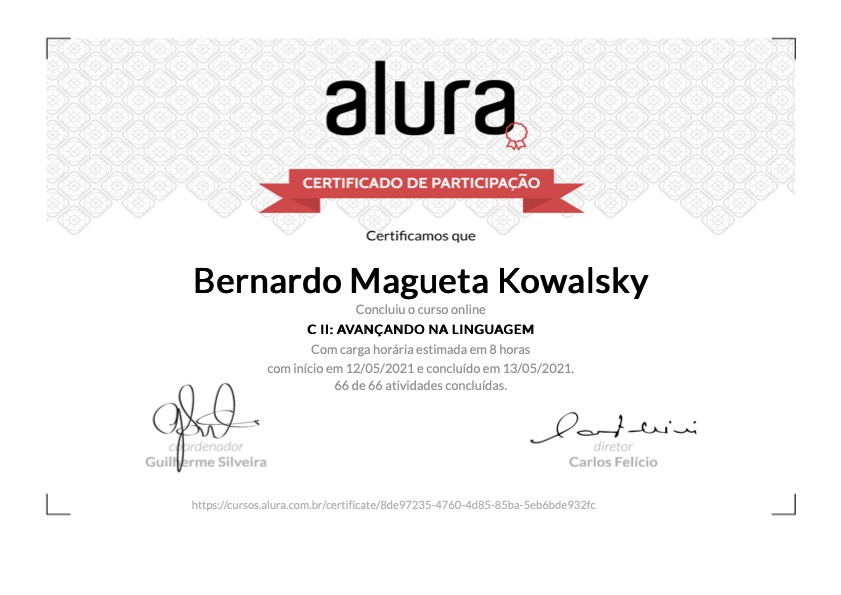 alura
CERTIFICADO DE PARTICIPAÇÃO
Certificamos que
Bernardo Magueta Kowalsky
Concluiu o curso online
C II: AVANÇANDO NA LINGUAGEM
Com carga horária estimada em 8 horas
com início em 12/05/2021 e concluído em 13/05/2021.
66 de 66 atividades concluídas.
coordenador
Guilherme Silveira
diretor
Carlos Felício
https://cursos.alura.com.br/certificate/8de97235-4760-4d85-85ba-5eb6bde932fc